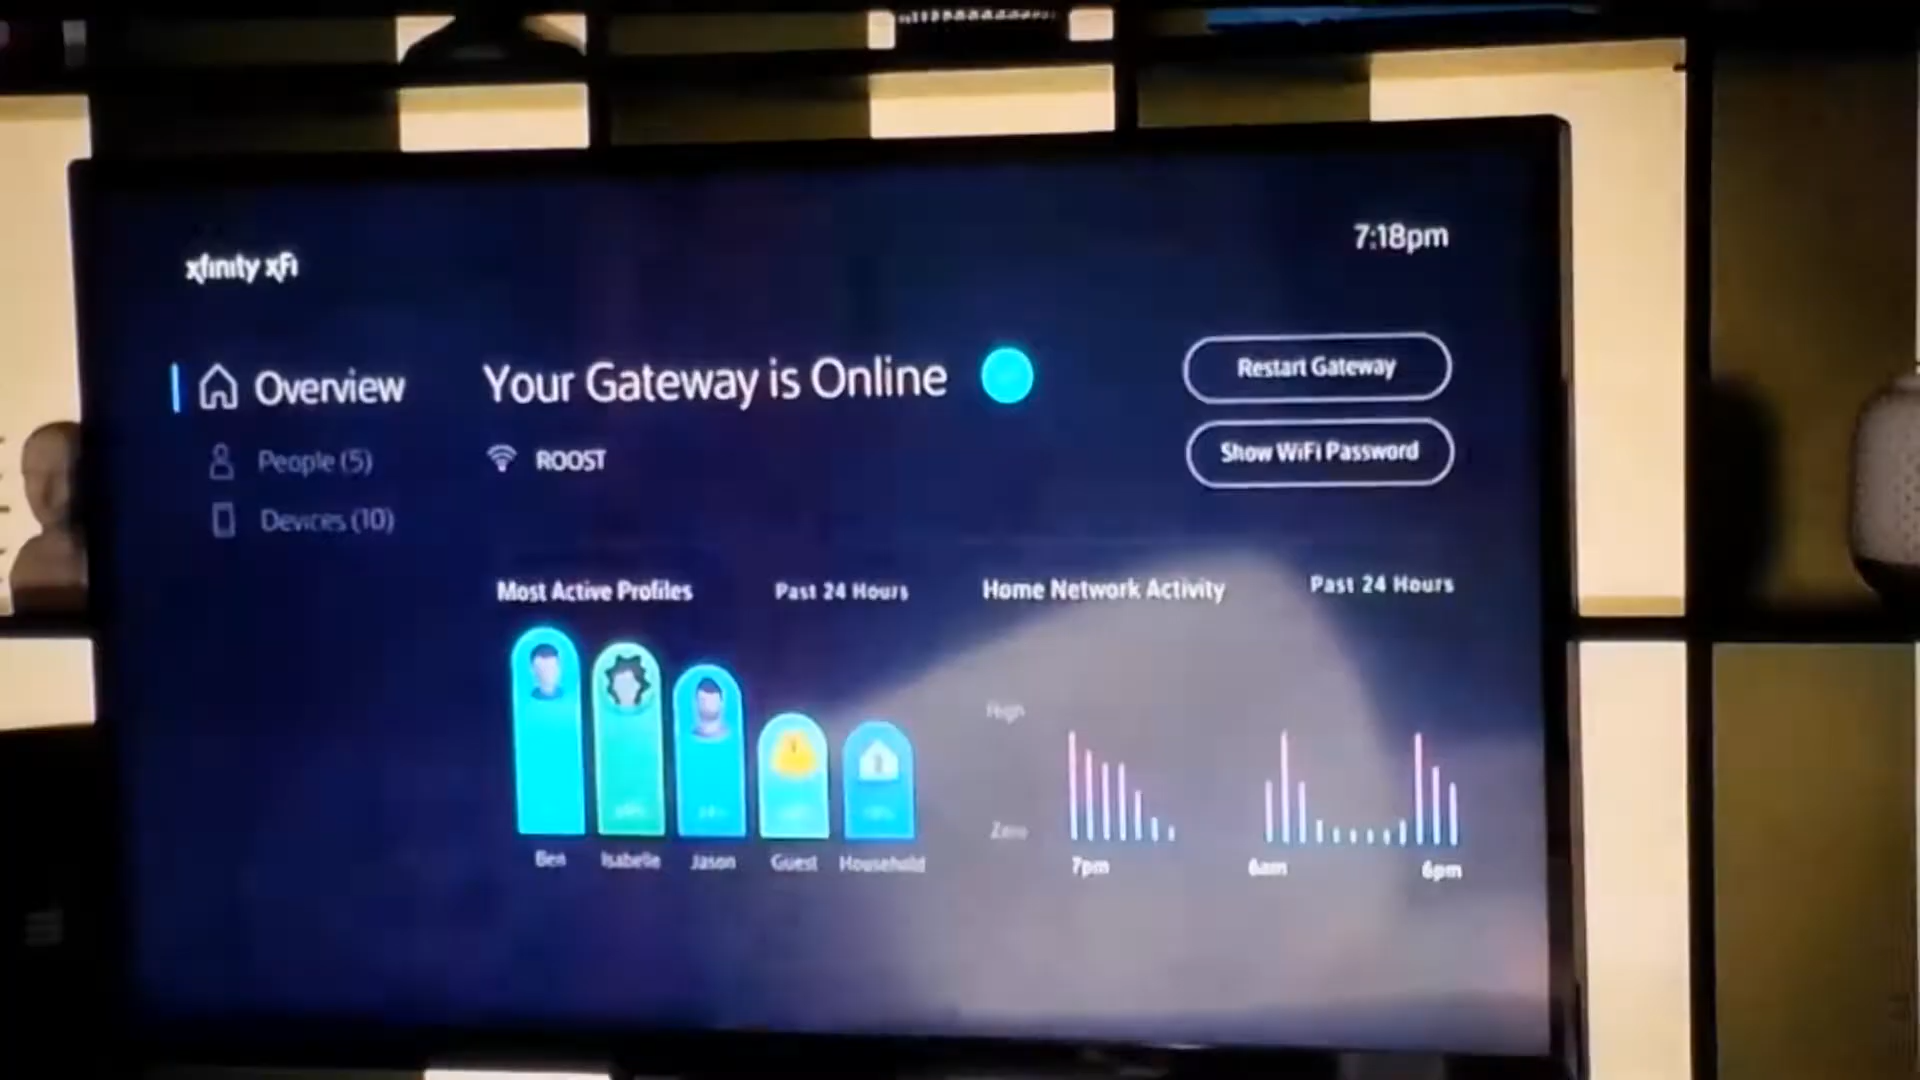 7:18pm
xfinity xFi
Overview
People (5)
Devices (10)
Your Gateway is Online
ROOST
Restart Gateway
Show WiFi Password
Most Active Profiles
Past 24 Hours
Ben
Isabelle
Jason
Guest
Household
Home Network Activity
Past 24 Hours
High
Zero
7pm
6am
6pm